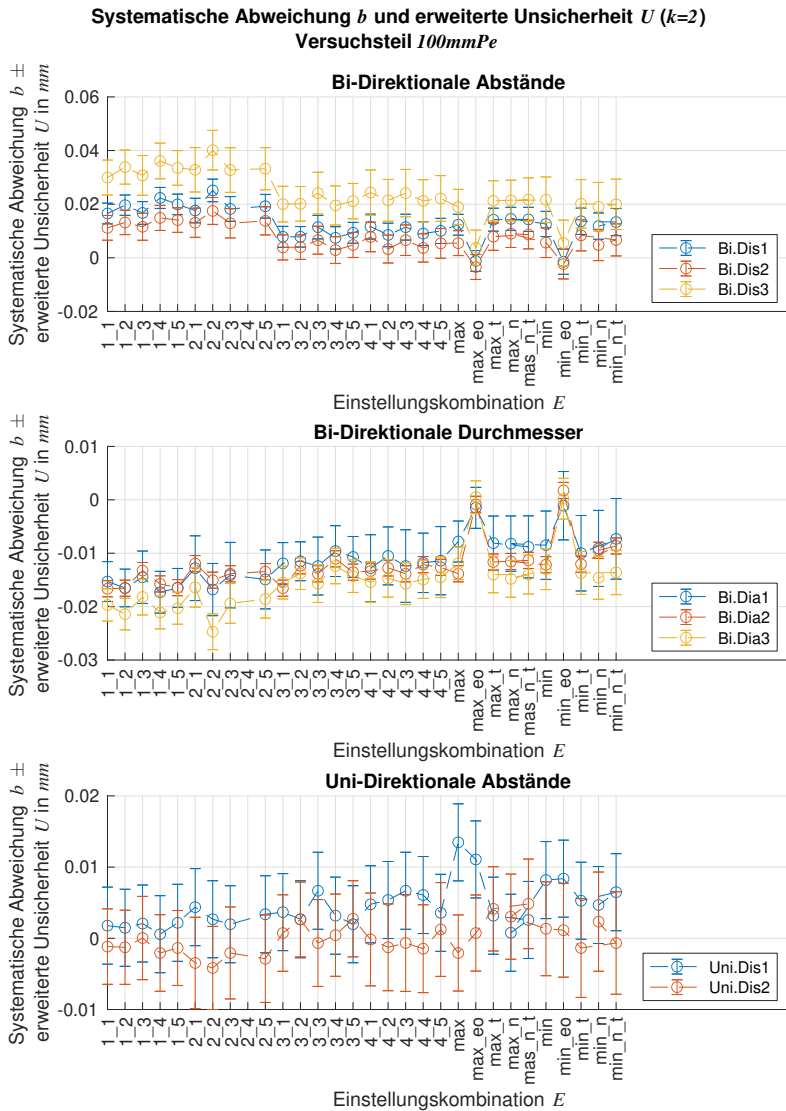 Systematische Abweichung b und erweiterte Unsicherheit U (k=2)
Versuchsteil 100mmPe
Bi-Direktionale Abstände
Systematische Abweichung b ±
erweiterte Unsicherheit U in mm
0.06
0.04
0.02
0
-0.02
Bi.Dis1
Bi.Dis2
Bi.Dis3
1_1
1_2
1_3
1_4
1_5
2_1
2_2
2_3
2_4
2_5
3_1
3_2
3_3
3_4
3_5
4_1
4_2
4_3
4_4
4_5
max
max_eo
max_t
max_n
mas_n_t
min
min_eo
min_t
min_n
min_n_t
Einstellungskombination E
Bi-Direktionale Durchmesser
Systematische Abweichung b ±
erweiterte Unsicherheit U in mm
0.01
0
-0.01
-0.02
-0.03
Bi.Dia1
Bi.Dia2
Bi.Dia3
1_1
1_2
1_3
1_4
1_5
2_1
2_2
2_3
2_4
2_5
3_1
3_2
3_3
3_4
3_5
4_1
4_2
4_3
4_4
4_5
max
max_eo
max_t
max_n
mas_n_t
min
min_eo
min_t
min_n
min_n_t
Einstellungskombination E
Uni-Direktionale Abstände
Systematische Abweichung b ±
erweiterte Unsicherheit U in mm
0.02
0.01
0
-0.01
Uni.Dis1
Uni.Dis2
1_1
1_2
1_3
1_4
1_5
2_1
2_2
2_3
2_4
2_5
3_1
3_2
3_3
3_4
3_5
4_1
4_2
4_3
4_4
4_5
max
max_eo
max_t
max_n
mas_n_t
min
min_eo
min_t
min_n
min_n_t
Einstellungskombination E